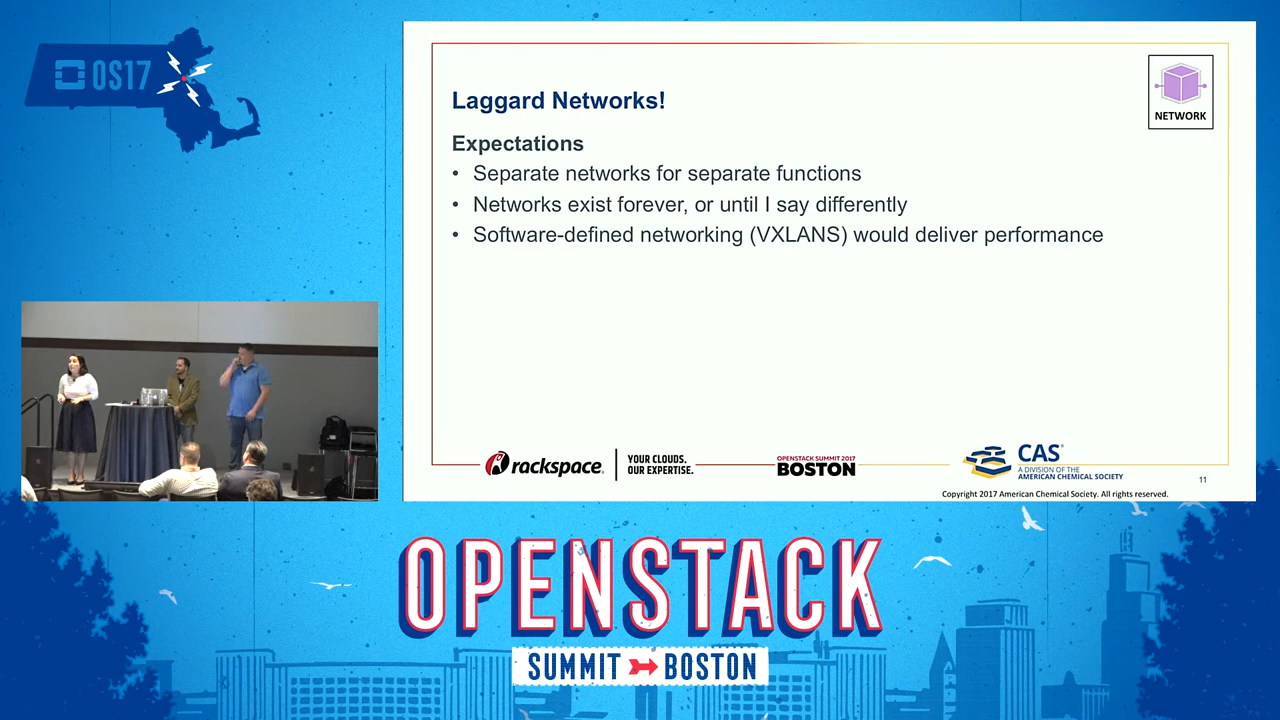 OS17
Laggard Networks!
NETWORK
Expectations
• Separate networks for separate functions
• Networks exist forever, or until I say differently
• Software-defined networking (VXLANS) would deliver performance
rackspace®
YOUR CLOUDS.
OUR EXPERTISE.
OPENSTACK SUMMIT 2017
BOSTON
CAS®
A DIVISION OF THE
AMERICAN CHEMICAL SOCIETY
11
Copyright 2017 American Chemical Society. All rights reserved.
OPENSTACK
SUMMIT BOSTON